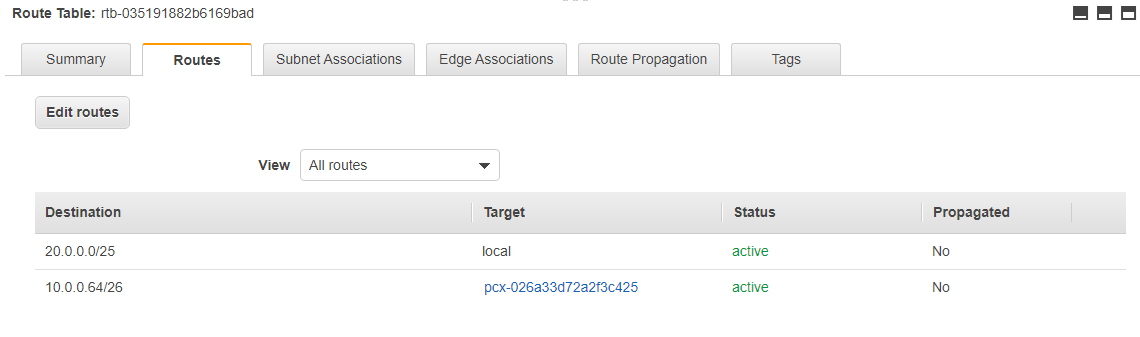 Route Table: rtb-035191882b6169bad
Summary Routes Subnet Associations Edge Associations Route Propagation Tags
Edit routes
View All routes
Destination Target Status Propagated
20.0.0.0/25 local active No
10.0.0.64/26 pcx-026a33d72a2f3c425 active No